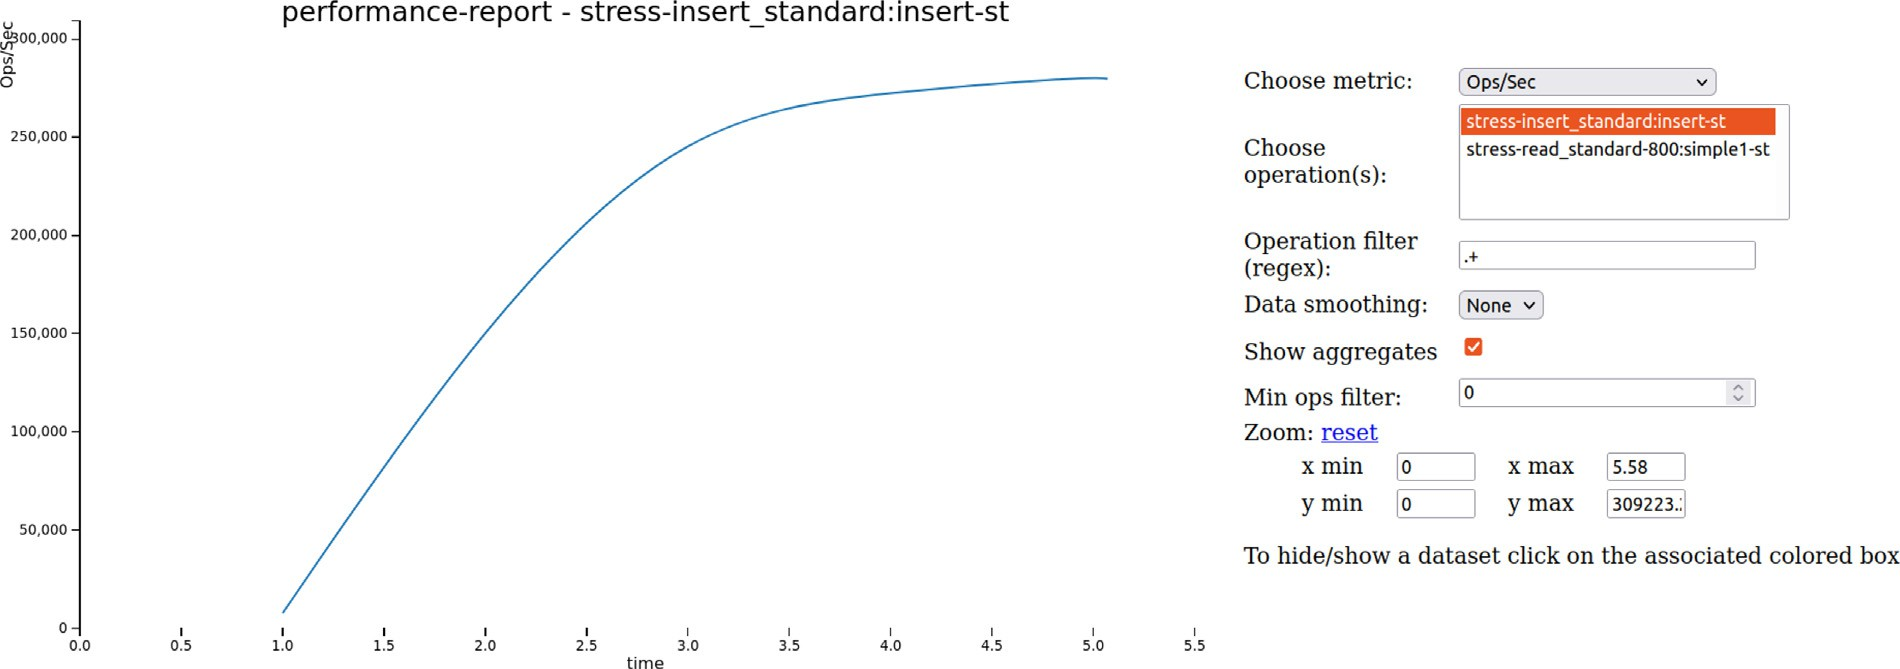 performance-report - stress-insert_standard:insert-st
Ops/Sec
300,000
250,000
200,000
150,000
100,000
50,000
0
0.0 0.5 1.0 1.5 2.0 2.5 3.0 3.5 4.0 4.5 5.0 5.5
time
Choose metric: Ops/Sec
Choose
operation(s):
stress-insert_standard:insert-st
stress-read_standard-800:simple1-st
Operation filter
(regex):
.+
Data smoothing: None
Show aggregates
Min ops filter: 0
Zoom: reset
x min 0 x max 5.58
y min 0 y max 309223.
To hide/show a dataset click on the associated colored box